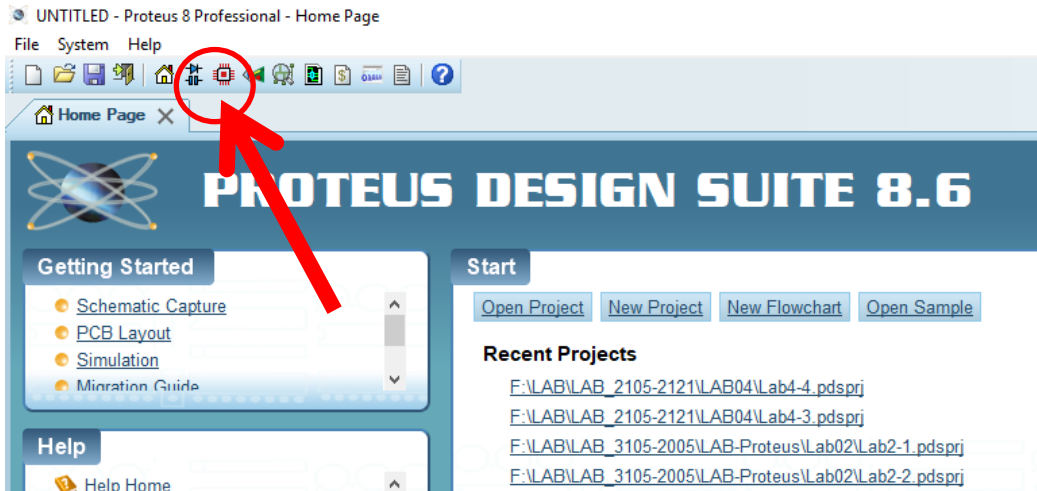 UNTITLED - Proteus 8 Professional - Home Page
File System Help
Home Page
PROTEUS DESIGN SUITE 8.6
Getting Started
Schematic Capture
PCB Layout
Simulation
Migration Guide
Start
Open Project New Project New Flowchart Open Sample
Recent Projects
F:\LAB\LAB_2105-2121\LAB04\Lab4-4.pdsprj
F:\LAB\LAB_2105-2121\LAB04\Lab4-3.pdsprj
F:\LAB\LAB_3105-2005\LAB-Proteus\Lab02\Lab2-1.pdsprj
F:\LAB\LAB_3105-2005\LAB-Proteus\Lab02\Lab2-2.pdsprj
Help
Help Home